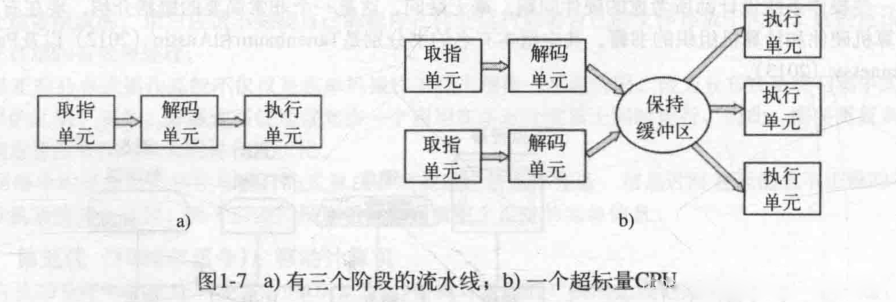 取指
单元
解码
单元
执行
单元
a)
取指
单元
解码
单元
取指
单元
解码
单元
保持
缓冲区
执行
单元
执行
单元
执行
单元
b)
图1-7 a) 有三个阶段的流水线；b) 一个超标量CPU